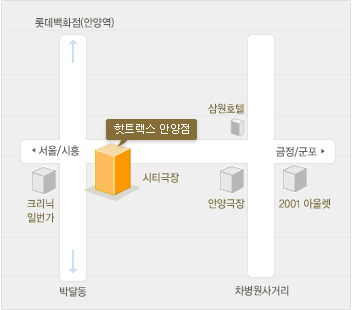 롯데백화점(안양역)
삼원호텔
핫트랙스 안양점
◀ 서울/시흥
금정/군포 ▶
시티극장
크리닉
일번가
안양극장
2001 아울렛
박달동
차병원사거리